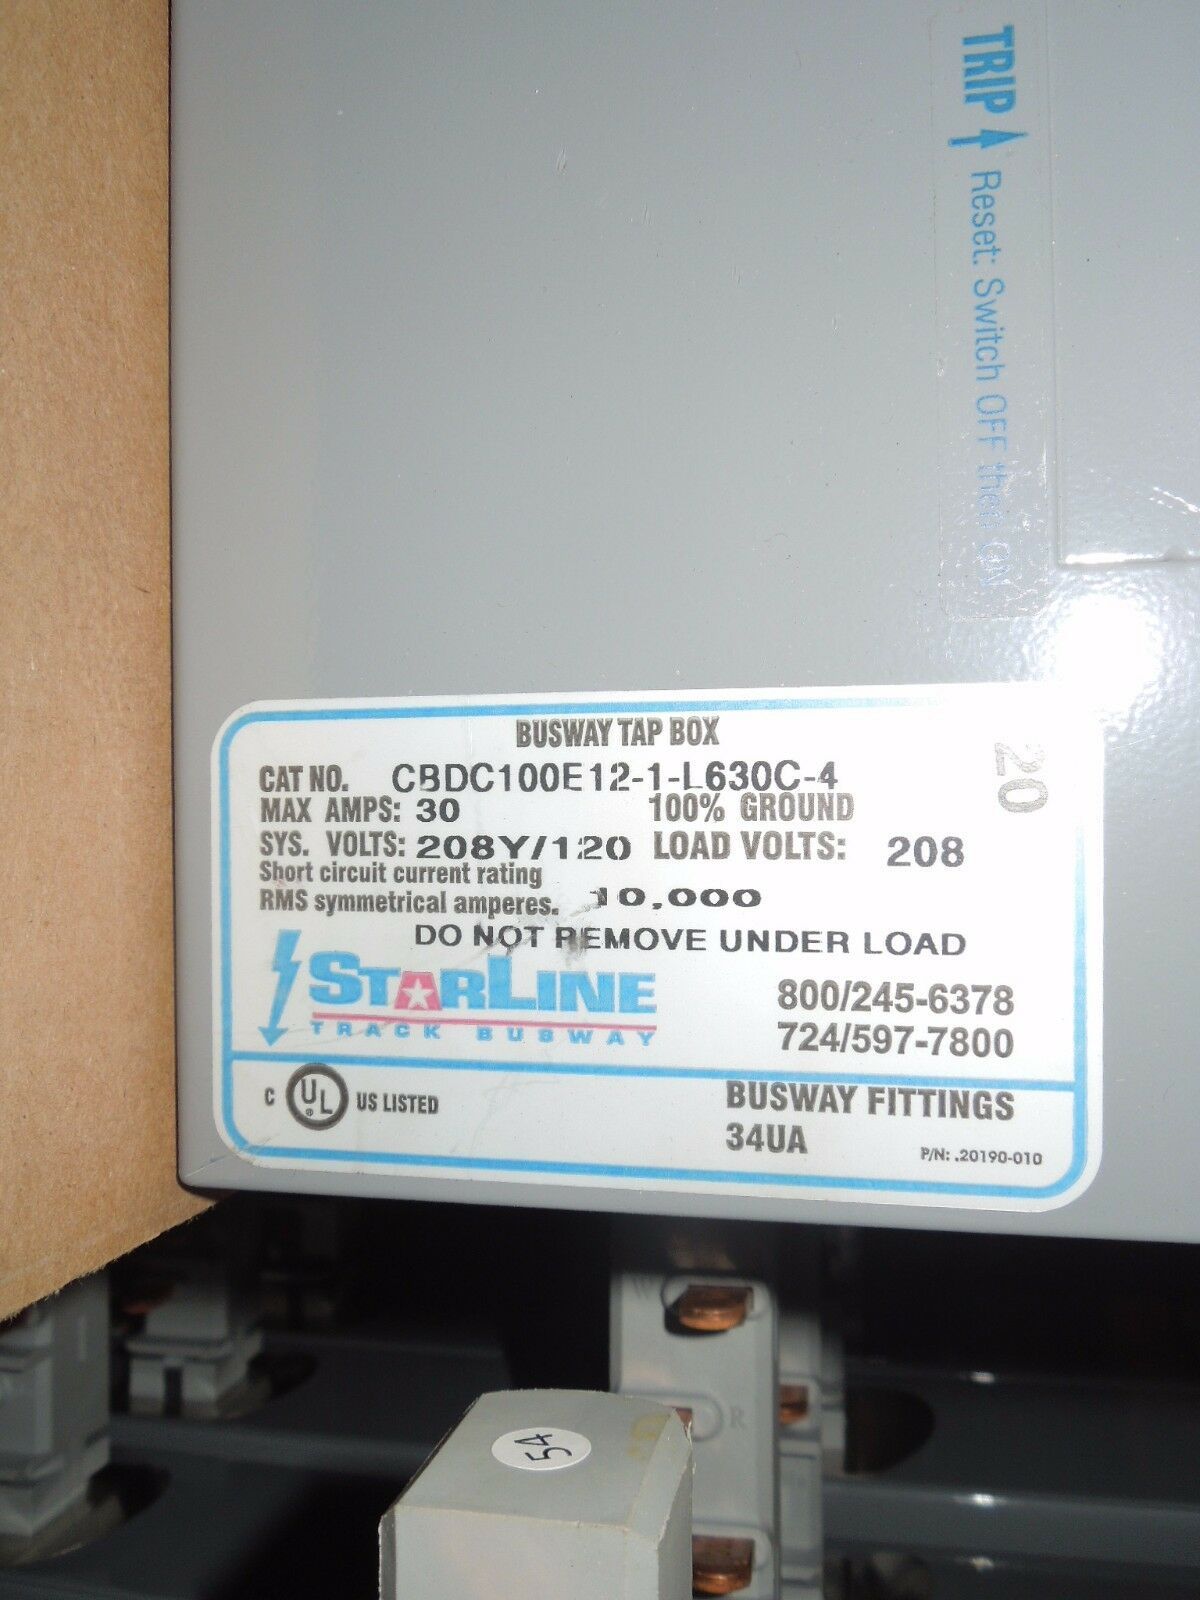 TRIP
Reset: Switch OFF then ON
BUSWAY TAP BOX
20
CAT NO. CBDC100E12-1-L630C-4
MAX AMPS: 30 100% GROUND
SYS. VOLTS: 208Y/120 LOAD VOLTS: 208
Short circuit current rating
RMS symmetrical amperes. 10,000
DO NOT REMOVE UNDER LOAD
STARLINE
TRACK BUSWAY
800/245-6378
724/597-7800
C UL ® US LISTED
BUSWAY FITTINGS
34UA
P/N: .20190-010
W
R
54